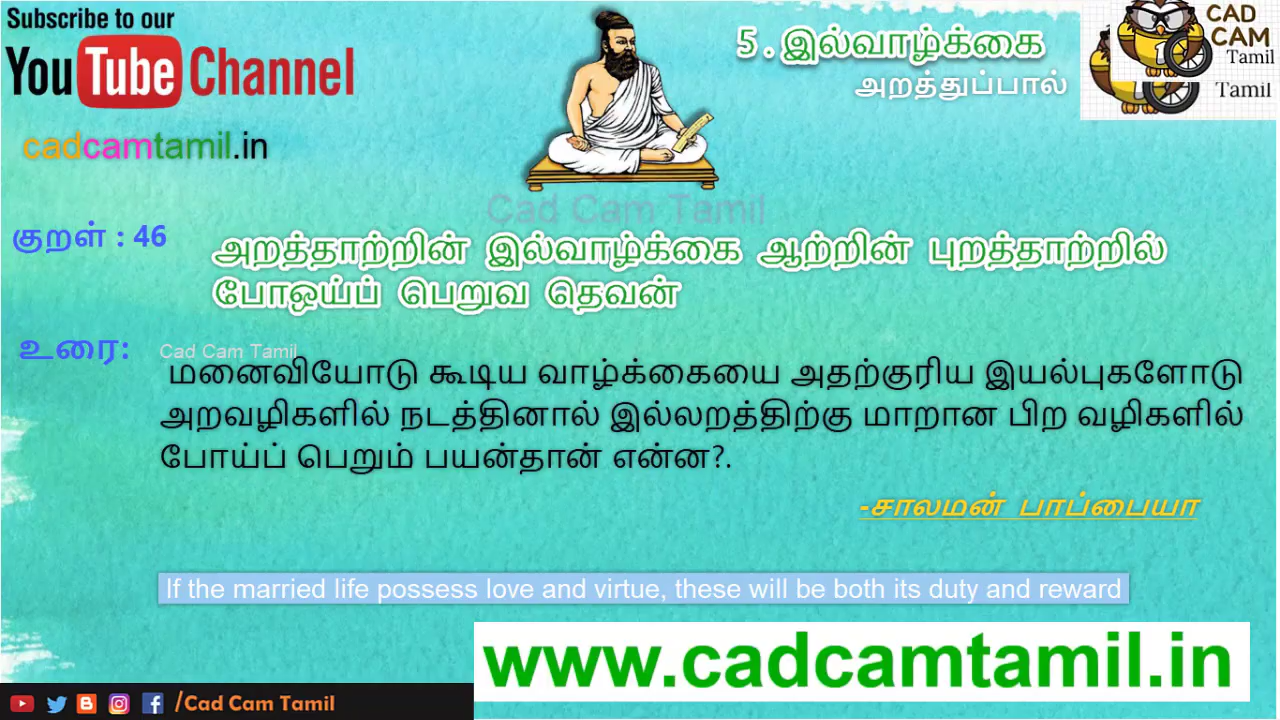 Subscribe to our
YouTube Channel
cadcamtamil.in
5 . இல்வாழ்க்கை
அறத்துப்பால்
CAD
CAM
Tamil
Tamil
Cad Cam Tamil
குறள் : 46
அறத்தாற்றின் இல்வாழ்க்கை ஆற்றின் புறத்தாற்றில்
போஒய்ப் பெறுவ தெவன்
உரை:
Cad Cam Tamil
மனைவியோடு கூடிய வாழ்க்கையை அதற்குரிய இயல்புகளோடு
அறவழிகளில் நடத்தினால் இல்லறத்திற்கு மாறான பிற வழிகளில்
போய்ப் பெறும் பயன்தான் என்ன?.
-சாலமன் பாப்பையா
If the married life possess love and virtue, these will be both its duty and reward
www.cadcamtamil.in
/Cad Cam Tamil